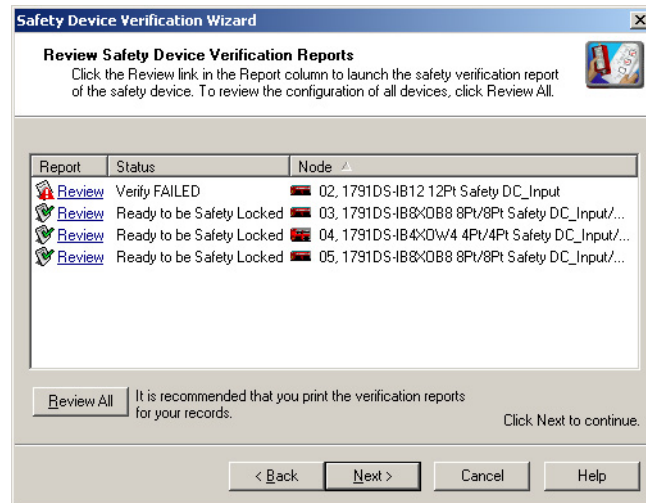 Safety Device Verification Wizard
Review Safety Device Verification Reports
Click the Review link in the Report column to launch the safety verification report
of the safety device. To review the configuration of all devices, click Review All.
Report Status Node
Review Verify FAILED 02, 1791DS-IB12 12Pt Safety DC_Input
Review Ready to be Safety Locked 03, 1791DS-IB8XOB8 8Pt/8Pt Safety DC_Input/...
Review Ready to be Safety Locked 04, 1791DS-IB4XOW4 4Pt/4Pt Safety DC_Input/...
Review Ready to be Safety Locked 05, 1791DS-IB8XOB8 8Pt/8Pt Safety DC_Input/...
Review All
It is recommended that you print the verification reports
for your records.
Click Next to continue.
< Back Next > Cancel Help